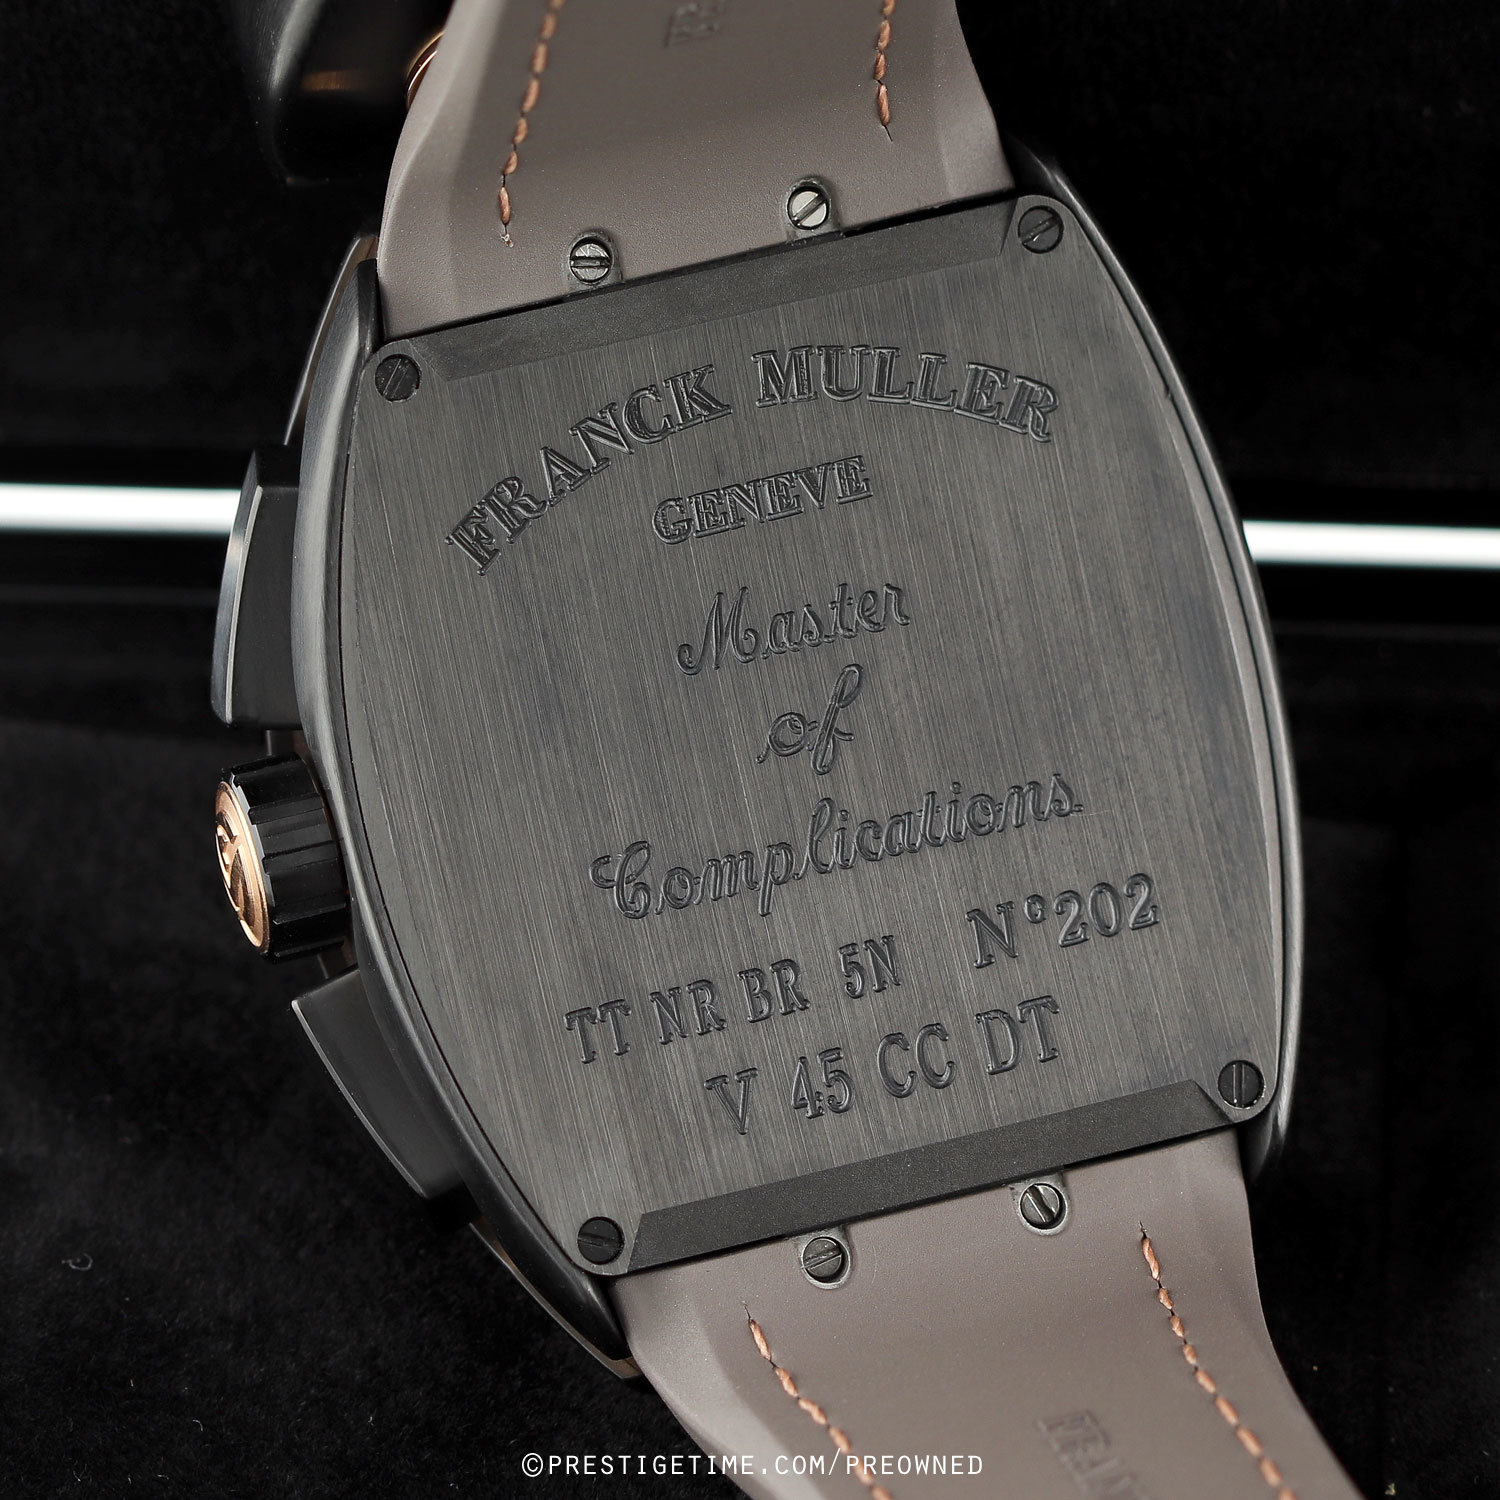 FRANCK MULLER
GENEVE
Master
of
Complications
TT NR BR 5N N° 202
V 45 CC DT
©PRESTIGETIME.COM/PREOWNED